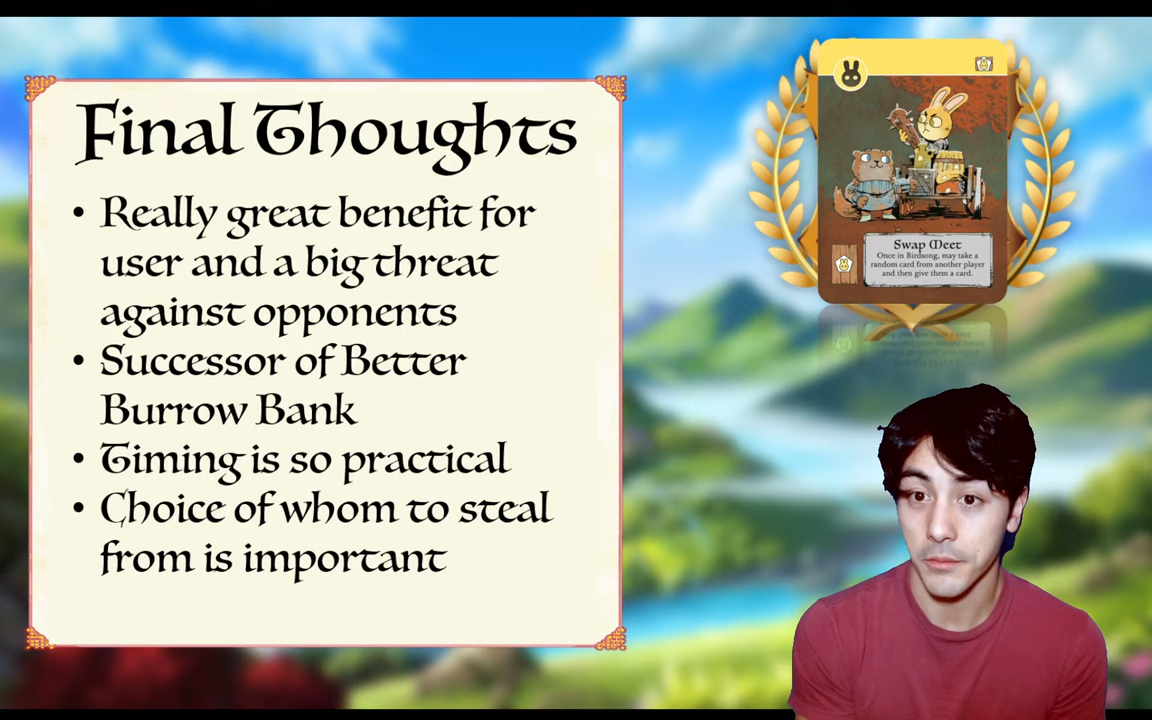 Final Thoughts
• Really great benefit for
user and a big threat
against opponents
• Successor of Better
Burrow Bank
• Timing is so practical
• Choice of whom to steal
from is important
Swap Meet
Once in Birdsong, may take a
random card from another player
and then give them a card.